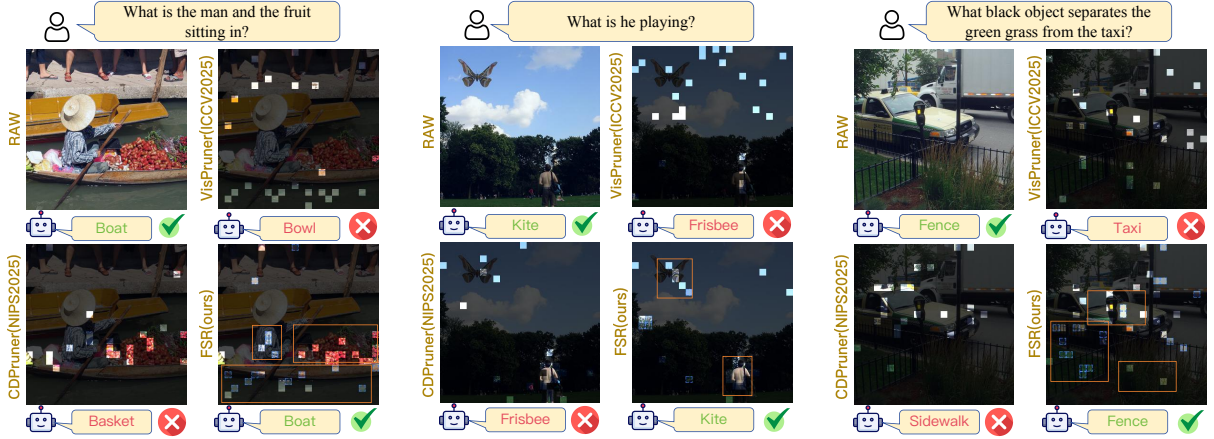 What is the man and the fruit
sitting in?
RAW
Boat
VisPruner(ICCV2025)
Bowl
CDPruner(NIPS2025)
Basket
FSR(ours)
Boat
What is he playing?
RAW
Kite
VisPruner(ICCV2025)
Frisbee
CDPruner(NIPS2025)
Frisbee
FSR(ours)
Kite
What black object separates the
green grass from the taxi?
RAW
Fence
VisPruner(ICCV2025)
Taxi
CDPruner(NIPS2025)
Sidewalk
FSR(ours)
Fence